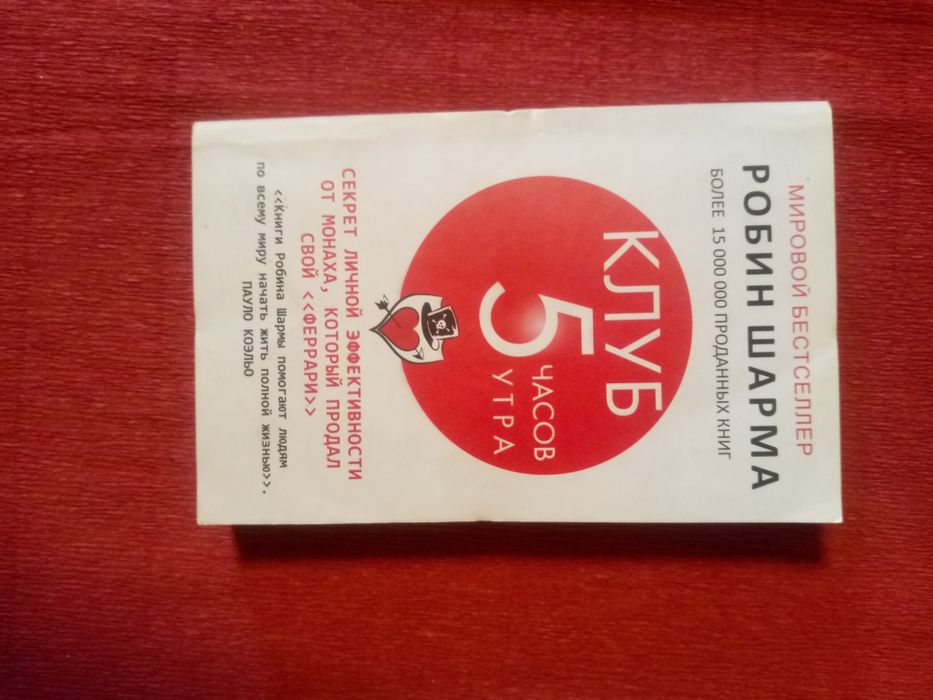 МИРОВОЙ БЕСТСЕЛЛЕР
РОБИН ШАРМА
БОЛЕЕ 15 000 000 ПРОДАННЫХ КНИГ
КЛУБ
5 ЧАСОВ
УТРА
СЕКРЕТ ЛИЧНОЙ ЭФФЕКТИВНОСТИ
ОТ МОНАХА, КОТОРЫЙ ПРОДАЛ
СВОЙ <<ФЕРРАРИ>>
<<Книги Робина Шармы помогают людям
по всему миру начать жить полной жизнью>>.
ПАУЛО КОЭЛЬО